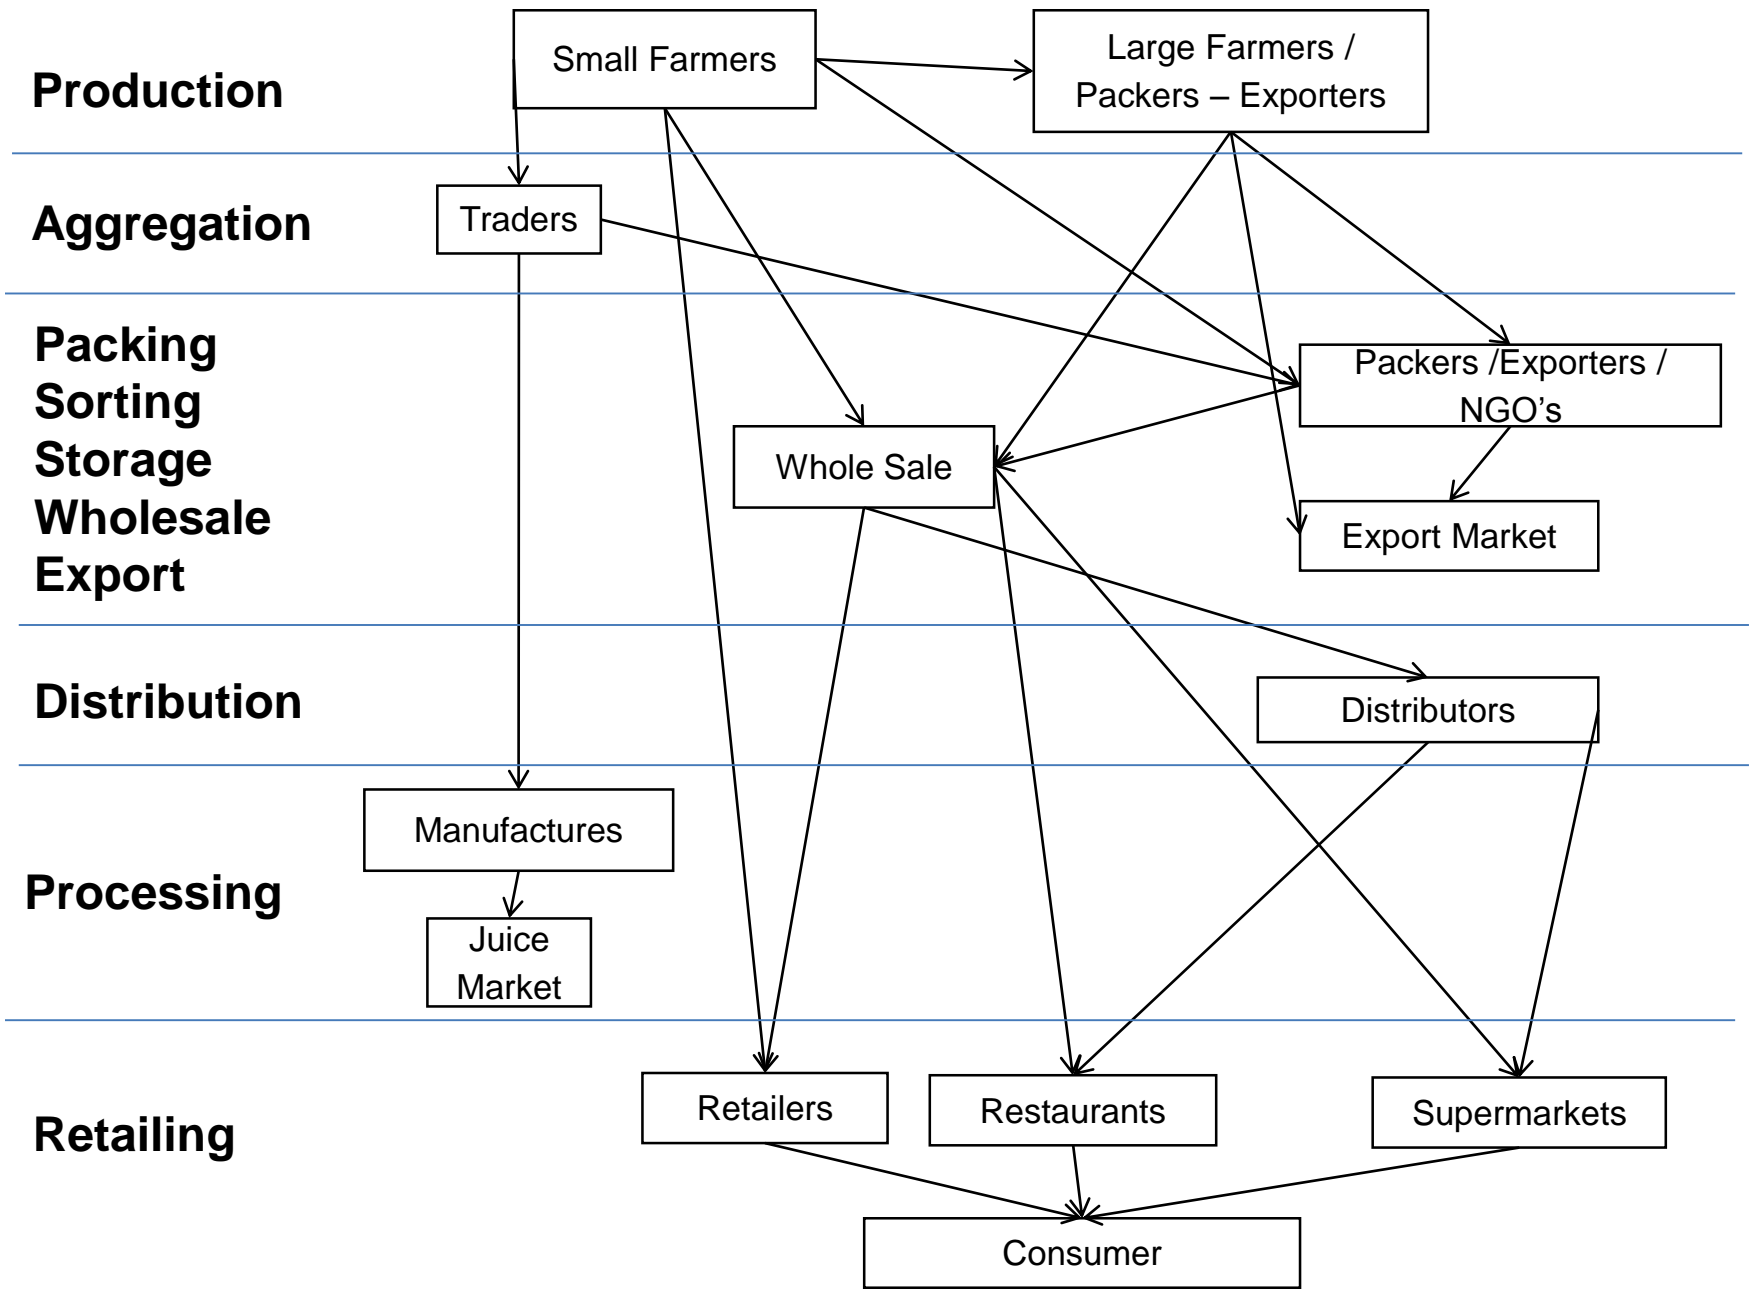 Small Farmers
Large Farmers /
Packers – Exporters
Production
Aggregation
Traders
Packing
Sorting
Storage
Wholesale
Export
Packers /Exporters /
NGO’s
Whole Sale
Export Market
Distribution
Distributors
Manufactures
Processing
Juice
Market
Retailers
Restaurants
Supermarkets
Retailing
Consumer